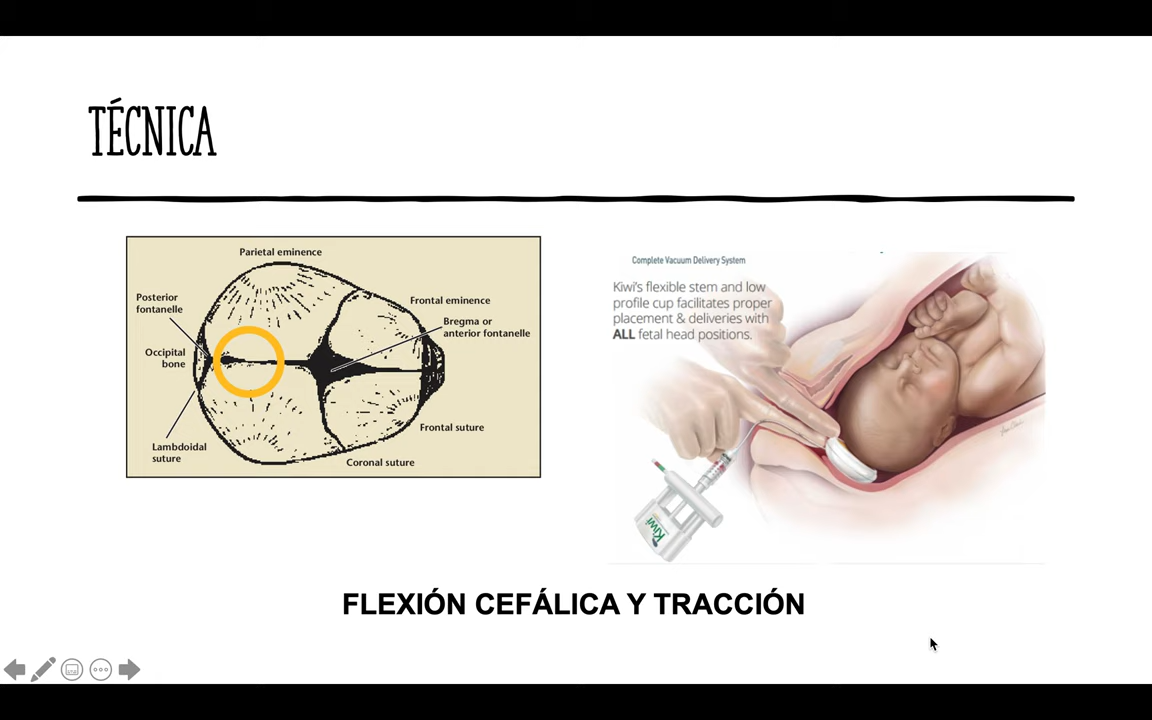 TÉCNICA
Parietal eminence
Posterior
fontanelle
Frontal eminence
Bregma or
anterior fontanelle
Occipital
bone
Frontal suture
Lambdoidal
suture
Coronal suture
Complete Vacuum Delivery System
Kiwi's flexible stem and low
profile cup facilitates proper
placement & deliveries with
ALL fetal head positions.
Kiwi
FLEXIÓN CEFÁLICA Y TRACCIÓN